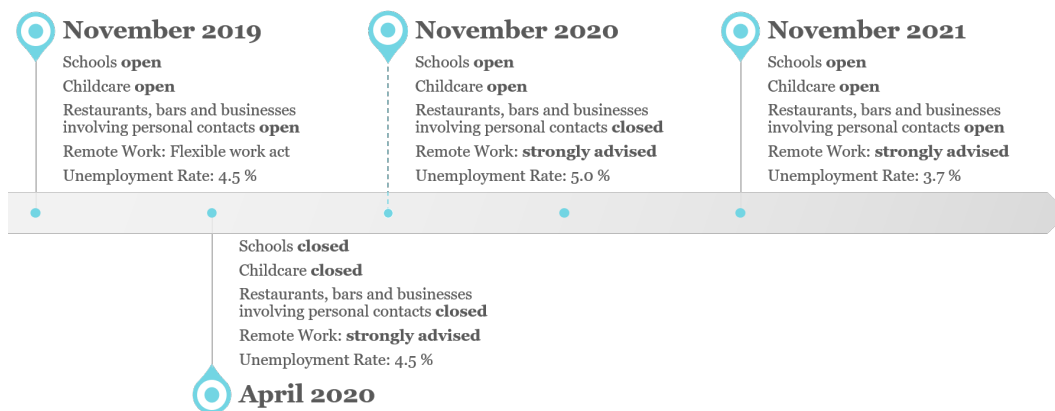 November 2019
Schools open
Childcare open
Restaurants, bars and businesses
involving personal contacts open
Remote Work: Flexible work act
Unemployment Rate: 4.5 %
November 2020
Schools open
Childcare open
Restaurants, bars and businesses
involving personal contacts closed
Remote Work: strongly advised
Unemployment Rate: 5.0 %
November 2021
Schools open
Childcare open
Restaurants, bars and businesses
involving personal contacts open
Remote Work: strongly advised
Unemployment Rate: 3.7 %
Schools closed
Childcare closed
Restaurants, bars and businesses
involving personal contacts closed
Remote Work: strongly advised
Unemployment Rate: 4.5 %
April 2020